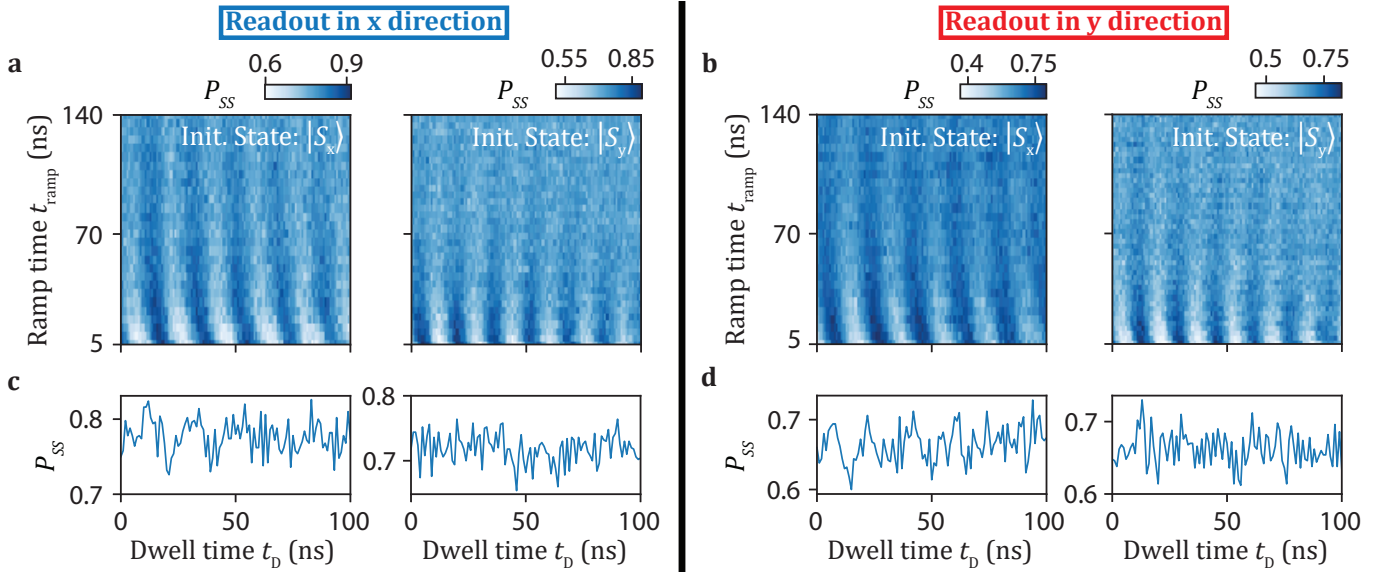 Readout in x direction
Readout in y direction
a
0.6 0.9
P_SS
0.55 0.85
P_SS
b
0.4 0.75
P_SS
0.5 0.75
P_SS
Ramp time t_ramp (ns)
140
70
5
Init. State: |S_x⟩
Init. State: |S_y⟩
Ramp time t_ramp (ns)
140
70
5
Init. State: |S_x⟩
Init. State: |S_y⟩
c
P_SS
0.8
0.7
0 50 100
Dwell time t_D (ns)
0.8
0.7
0 50 100
Dwell time t_D (ns)
d
P_SS
0.7
0.6
0 50 100
Dwell time t_D (ns)
0.7
0.6
0 50 100
Dwell time t_D (ns)